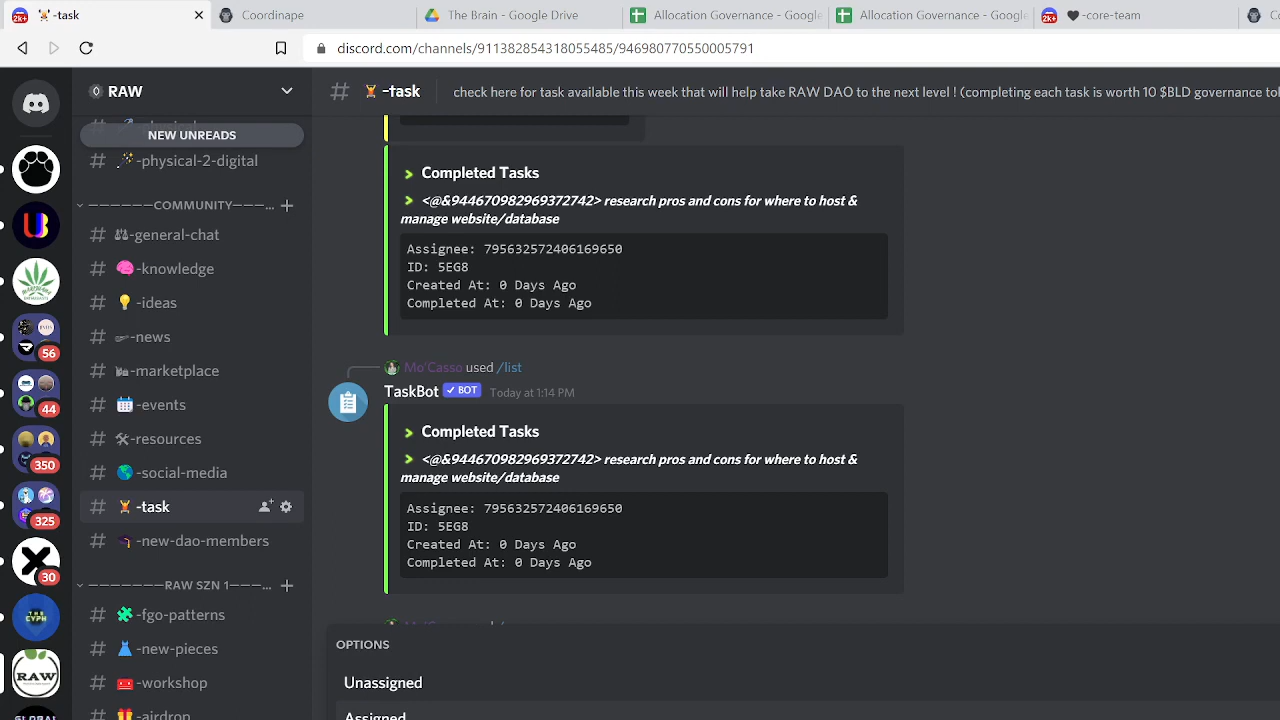 -task
Coordinape
The Brain - Google Drive
Allocation Governance - Google
Allocation Governance - Google
-core-team
discord.com/channels/911382854318055485/946980770550005791
RAW
NEW UNREADS
-physical-2-digital
COMMUNITY
-general-chat
-knowledge
-ideas
-news
-marketplace
-events
-resources
-social-media
-task
-new-dao-members
RAW SZN 1
-fgo-patterns
-new-pieces
-workshop
-airdrop
56
44
350
325
30
THE CYPH
RAW
-task
check here for task available this week that will help take RAW DAO to the next level ! (completing each task is worth 10 $BLD governance tol
> Completed Tasks
> <@&944670982969372742> research pros and cons for where to host &
manage website/database
Assignee: 795632572406169650
ID: 5EG8
Created At: 0 Days Ago
Completed At: 0 Days Ago
Mo'Casso used /list
TaskBot ✓ BOT Today at 1:14 PM
> Completed Tasks
> <@&944670982969372742> research pros and cons for where to host &
manage website/database
Assignee: 795632572406169650
ID: 5EG8
Created At: 0 Days Ago
Completed At: 0 Days Ago
OPTIONS
Unassigned
Assigned